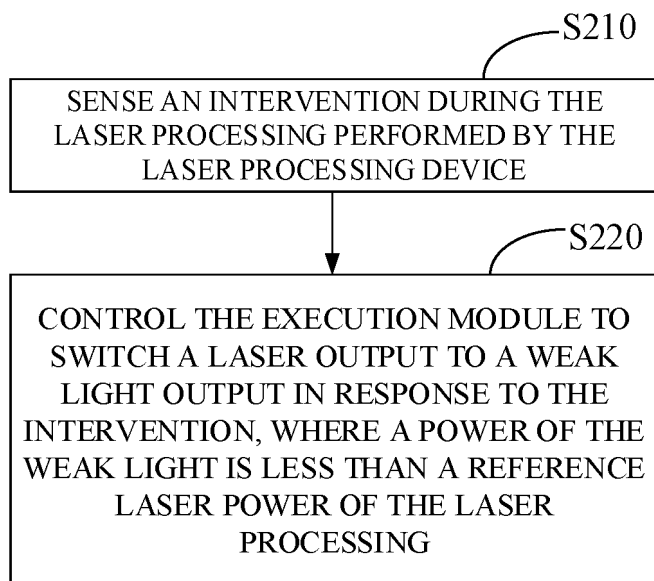 S210
SENSE AN INTERVENTION DURING THE
LASER PROCESSING PERFORMED BY THE
LASER PROCESSING DEVICE
S220
CONTROL THE EXECUTION MODULE TO
SWITCH A LASER OUTPUT TO A WEAK
LIGHT OUTPUT IN RESPONSE TO THE
INTERVENTION, WHERE A POWER OF THE
WEAK LIGHT IS LESS THAN A REFERENCE
LASER POWER OF THE LASER
PROCESSING